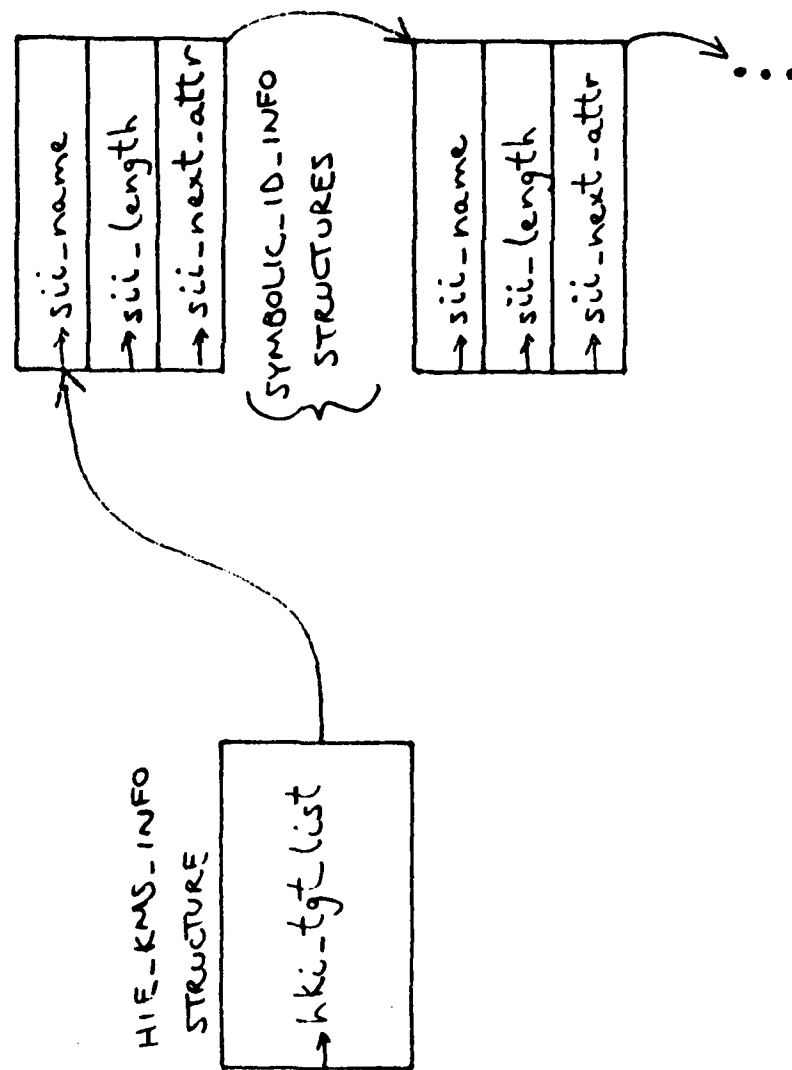 HIE_KMS_INFO
STRUCTURE
→hki_tgt_list
→sii_name
→sii_length
→sii_next_attr
SYMBOLIC_ID_INFO
STRUCTURES
→sii_name
→sii_length
→sii_next_attr
...